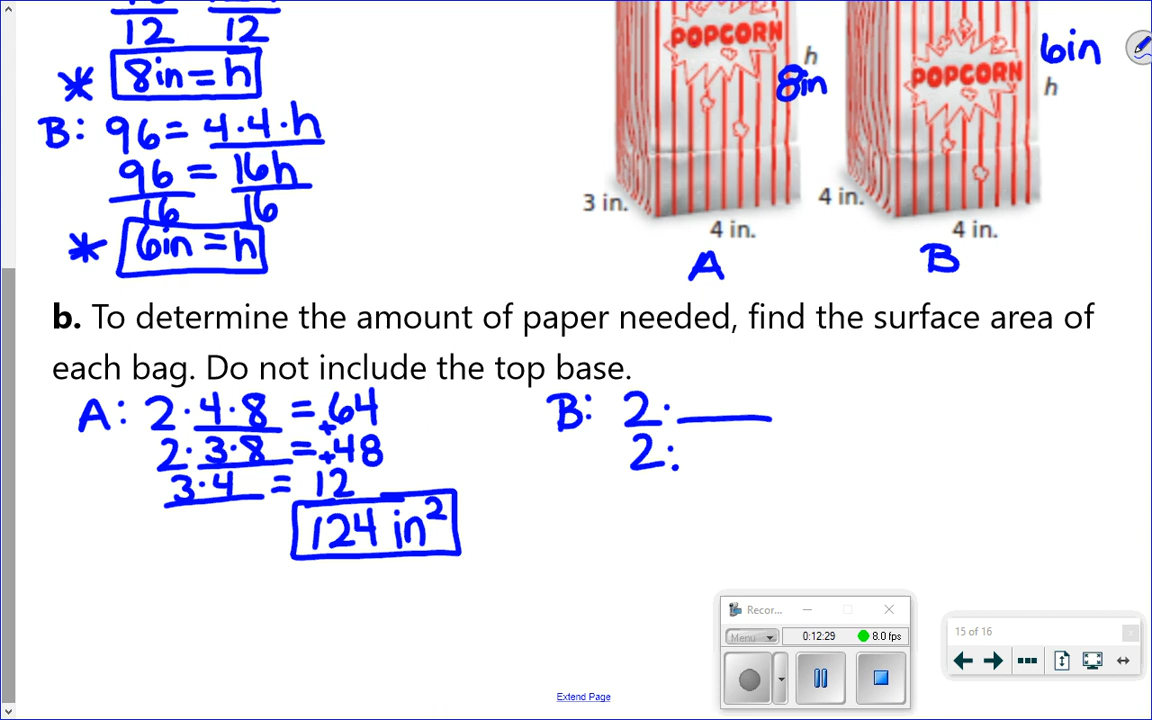 12 12
* 8in = h
B: 96 = 4·4·h
96 = 16h
16 16
* 6in = h
POPCORN
h
8in
3 in.
4 in.
A
POPCORN
6in
h
4 in.
4 in.
B
b. To determine the amount of paper needed, find the surface area of
each bag. Do not include the top base.
A: 2·4·8 = 64
2·3·8 = +48
3·4 = +12
124 in²
B: 2·
2·
Recor...
Menu 0:12:29 8.0 fps
15 of 16
Extend Page